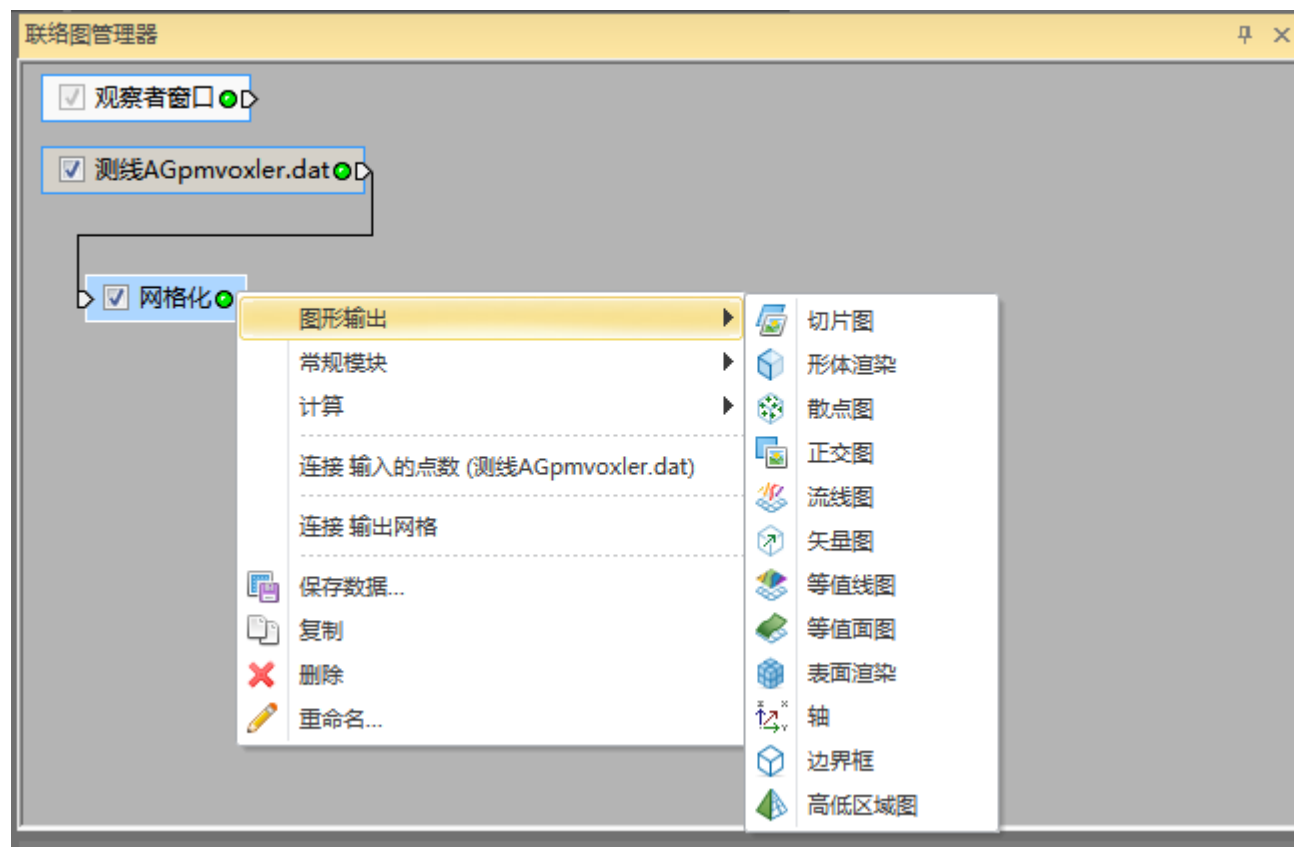 联络图管理器
观察者窗口
测线AGpmvoxler.dat
网格化
图形输出
常规模块
计算
连接 输入的点数 (测线AGpmvoxler.dat)
连接 输出网格
保存数据...
复制
删除
重命名...
切片图
形体渲染
散点图
正交图
流线图
矢量图
等值线图
等值面图
表面渲染
轴
边界框
高低区域图